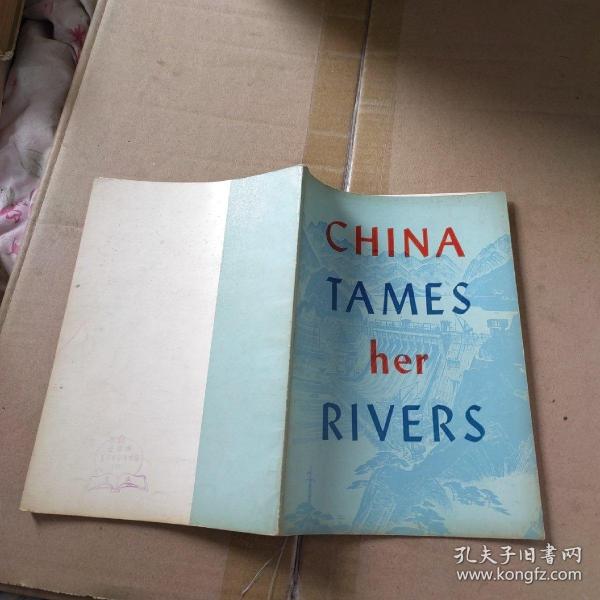 CHINA
TAMES
her
RIVERS
孔夫子旧书网
www.kongfz.com